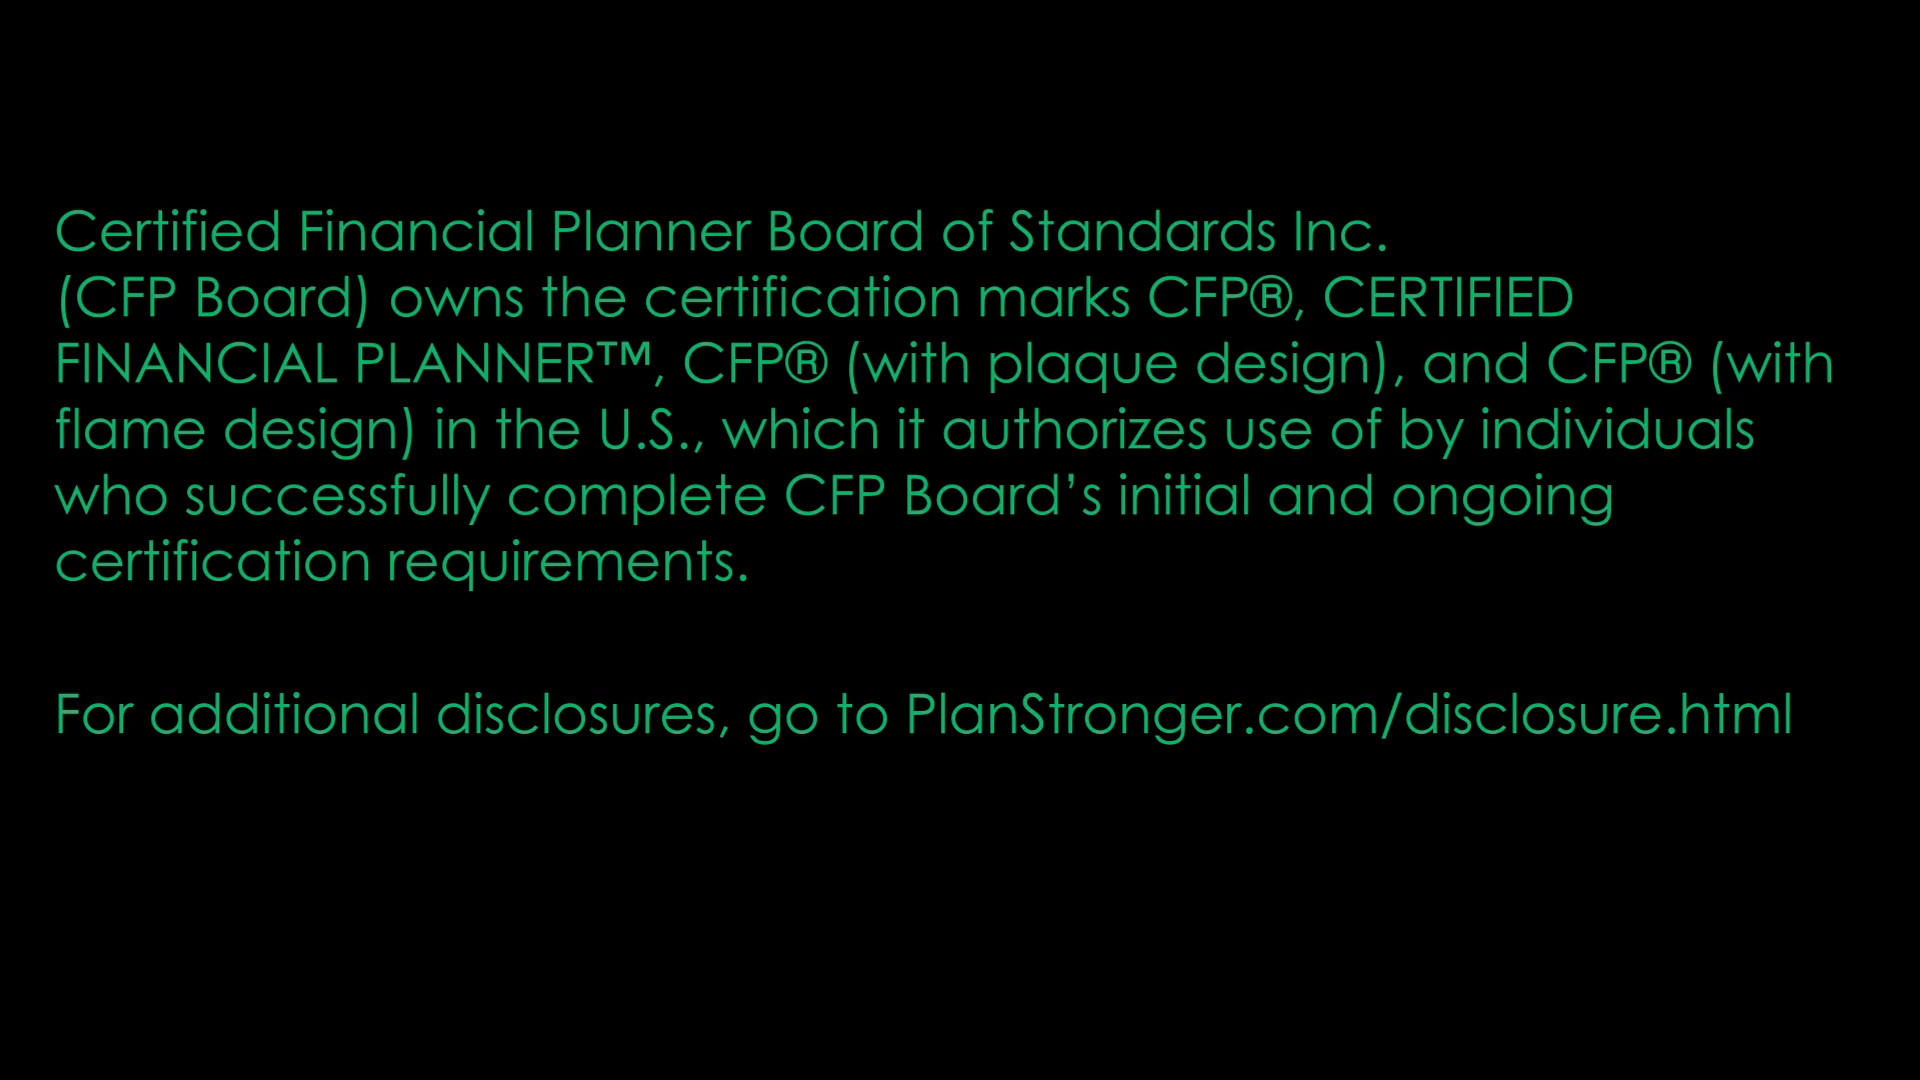 Certified Financial Planner Board of Standards Inc.
(CFP Board) owns the certification marks CFP®, CERTIFIED
FINANCIAL PLANNER™, CFP® (with plaque design), and CFP® (with
flame design) in the U.S., which it authorizes use of by individuals
who successfully complete CFP Board’s initial and ongoing
certification requirements.
For additional disclosures, go to PlanStronger.com/disclosure.html